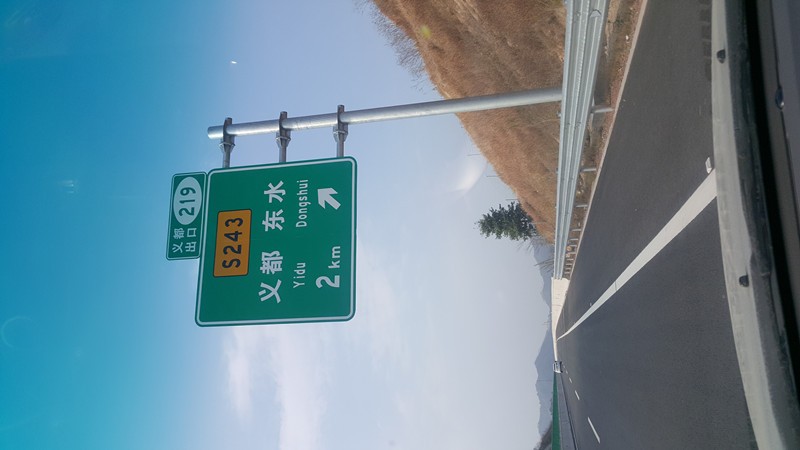 义都
出口 219
S243
义都 东水
Yidu Dongshui
2 km